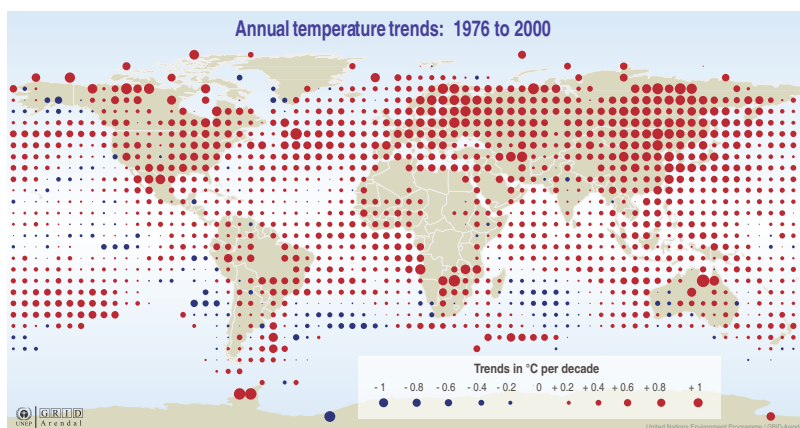 Annual temperature trends: 1976 to 2000
Trends in °C per decade
- 1 - 0.8 - 0.6 - 0.4 - 0.2 0 + 0.2 + 0.4 + 0.6 + 0.8 + 1
UNEP
GRID
Arendal
United Nations Environment Programme / GRID-Arendal